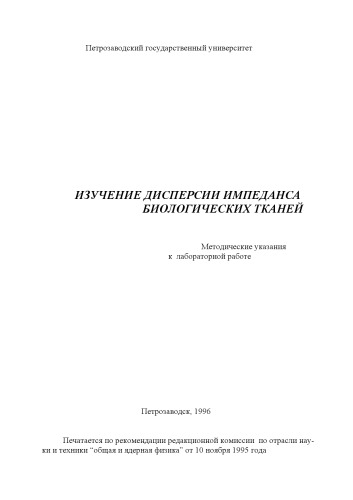 Петрозаводский государственный университет
ИЗУЧЕНИЕ ДИСПЕРСИИ ИМПЕДАНСА
БИОЛОГИЧЕСКИХ ТКАНЕЙ
Методические указания
к лабораторной работе
Петрозаводск, 1996
Печатается по рекомендации редакционной комиссии по отрасли нау-
ки и техники “общая и ядерная физика” от 10 ноября 1995 года